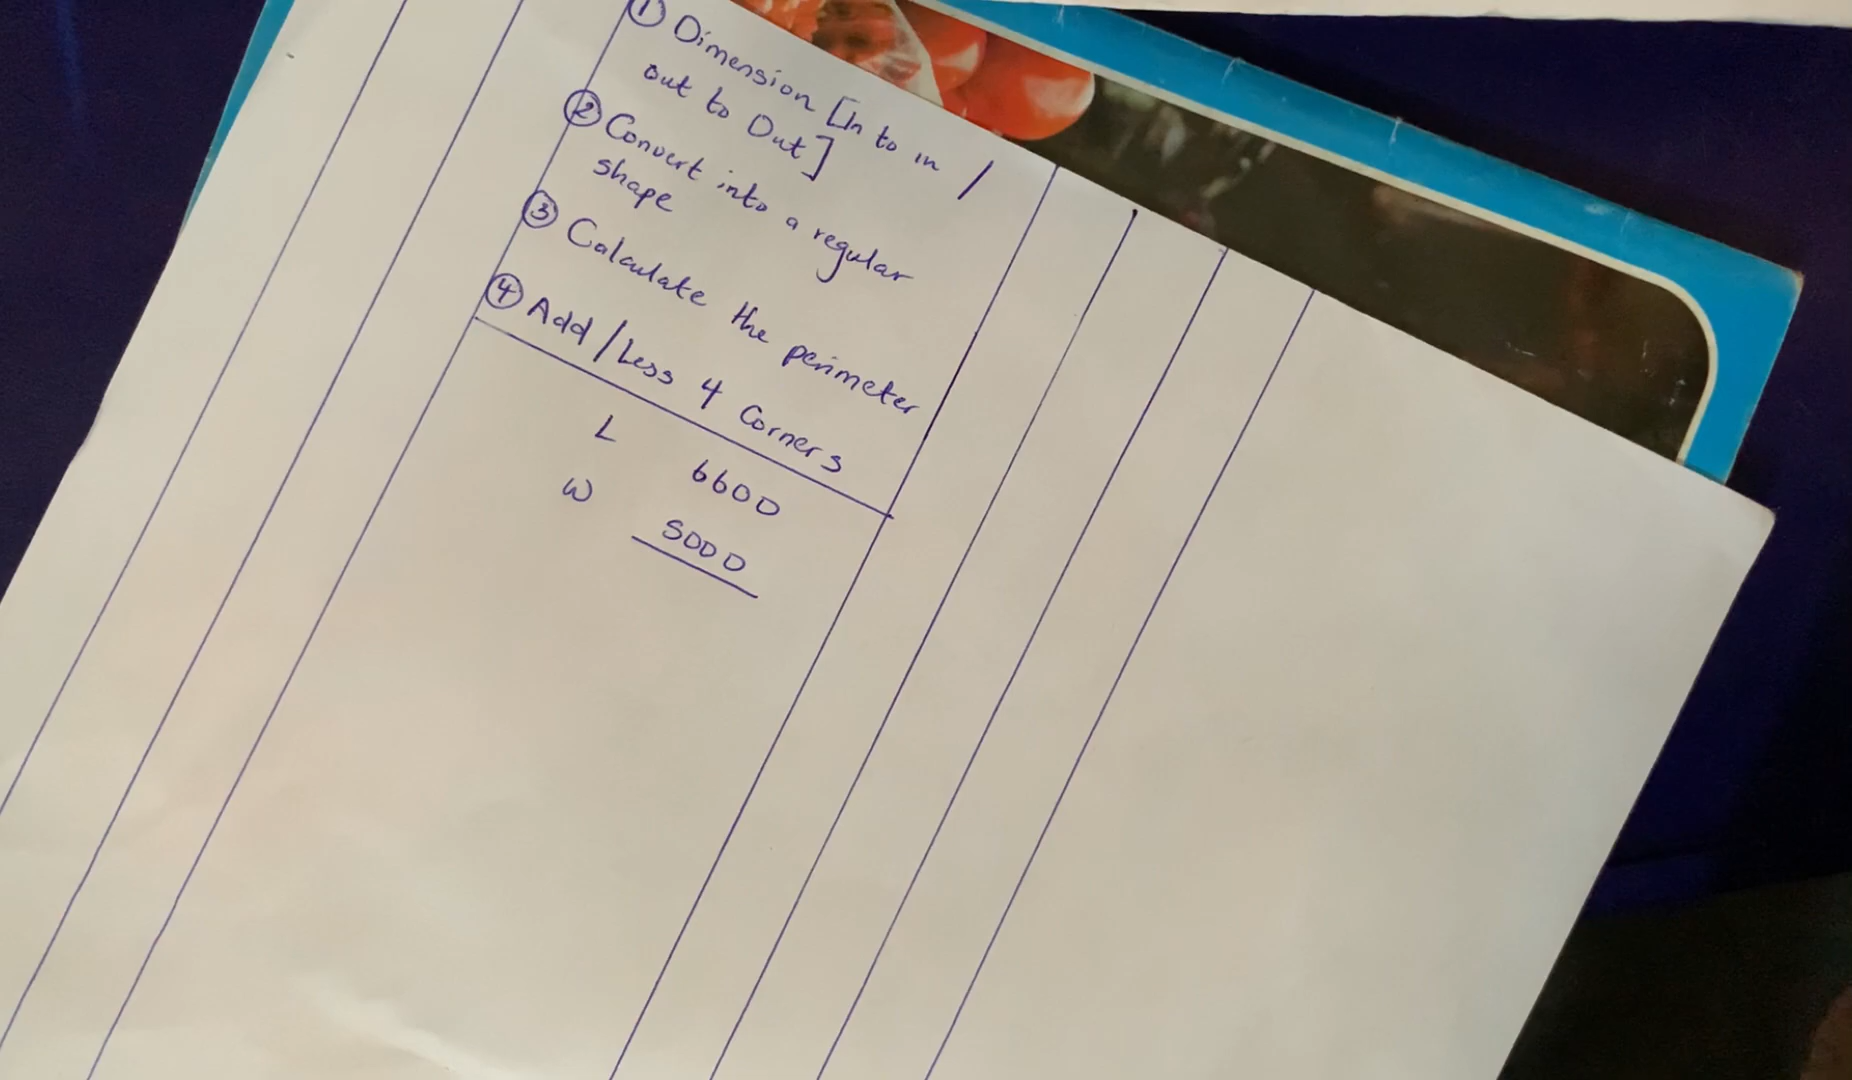 ① Dimension [in to in /
out to Out]
② Convert into a regular
shape
③ Calculate the perimeter
④ Add / Less 4 Corners
L 6600
W 5000